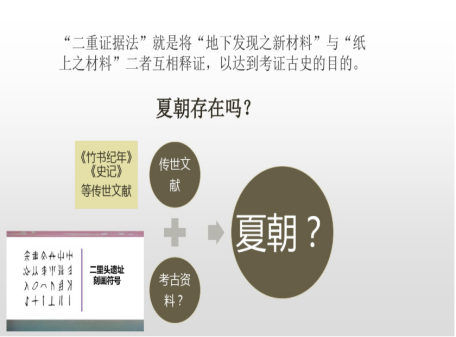 “二重证据法”就是将“地下发现之新材料”与“纸
上之材料”二者互相释证，以达到考证古史的目的。
夏朝存在吗？
《竹书纪年》
《史记》
等传世文献
传世文
献
夏朝？
考古资
料？
二里头遗址
刻画符号